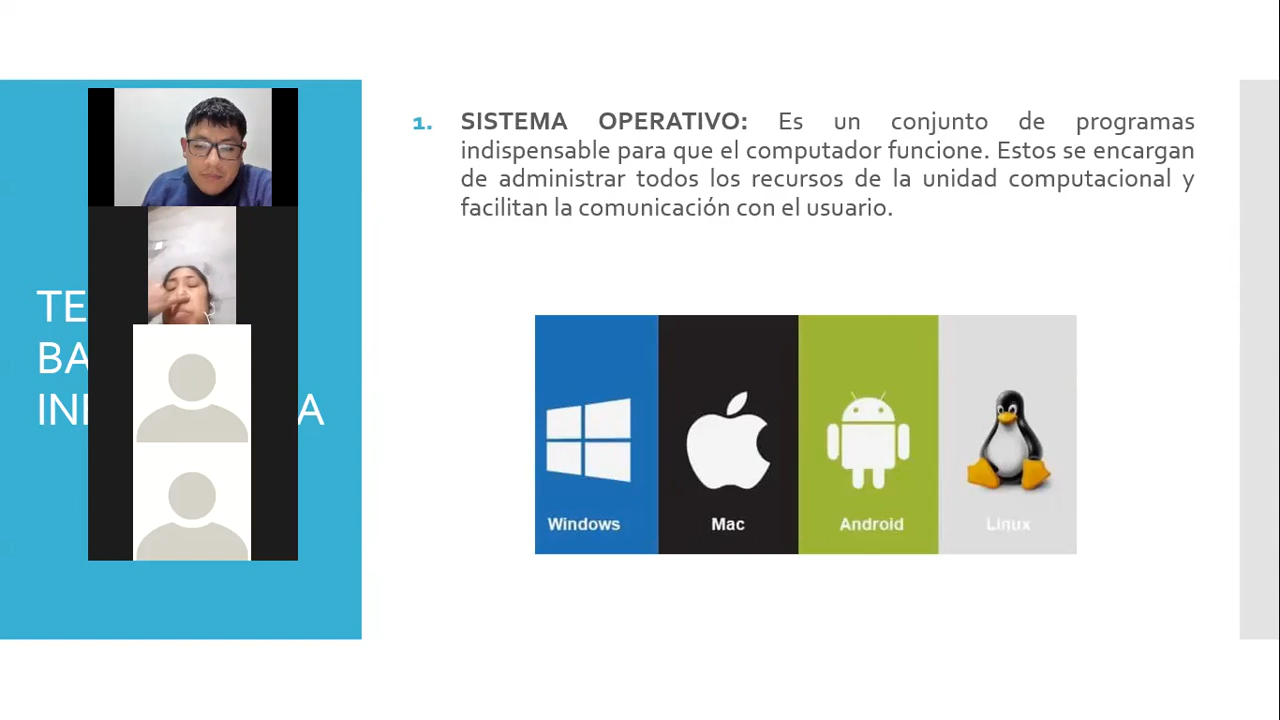 1. SISTEMA OPERATIVO: Es un conjunto de programas
indispensable para que el computador funcione. Estos se encargan
de administrar todos los recursos de la unidad computacional y
facilitan la comunicación con el usuario.
Windows
Mac
Android
Linux